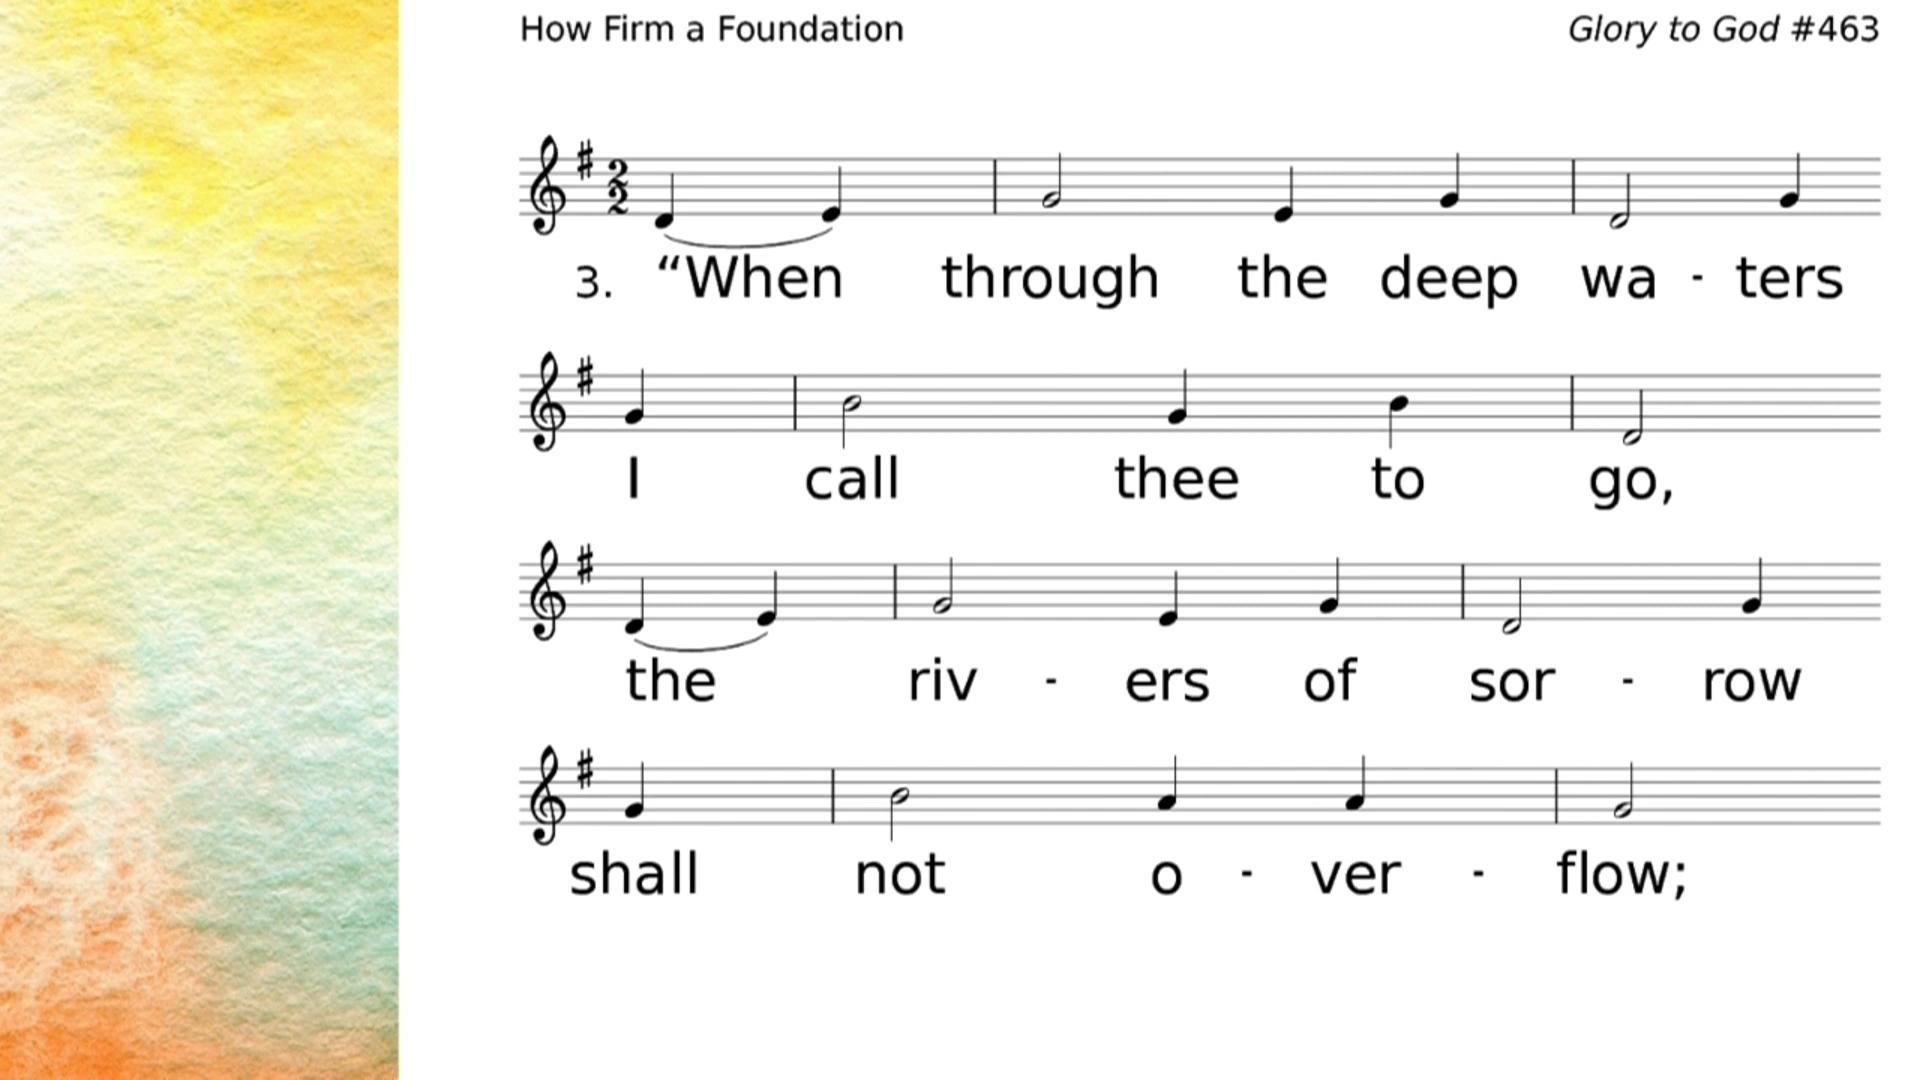 How Firm a Foundation
Glory to God #463
3. “When through the deep wa - ters
I call thee to go,
the riv - ers of sor - row
shall not o - ver - flow;